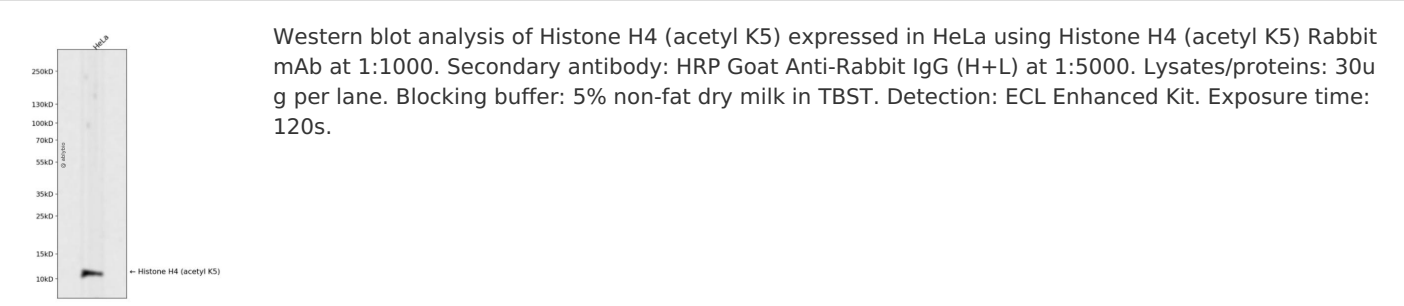 HeLa
250kD
130kD
100kD
70kD
55kD
35kD
25kD
15kD
10kD
@ abybio
← Histone H4 (acetyl K5)
Western blot analysis of Histone H4 (acetyl K5) expressed in HeLa using Histone H4 (acetyl K5) Rabbit
mAb at 1:1000. Secondary antibody: HRP Goat Anti-Rabbit IgG (H+L) at 1:5000. Lysates/proteins: 30u
g per lane. Blocking buffer: 5% non-fat dry milk in TBST. Detection: ECL Enhanced Kit. Exposure time:
120s.